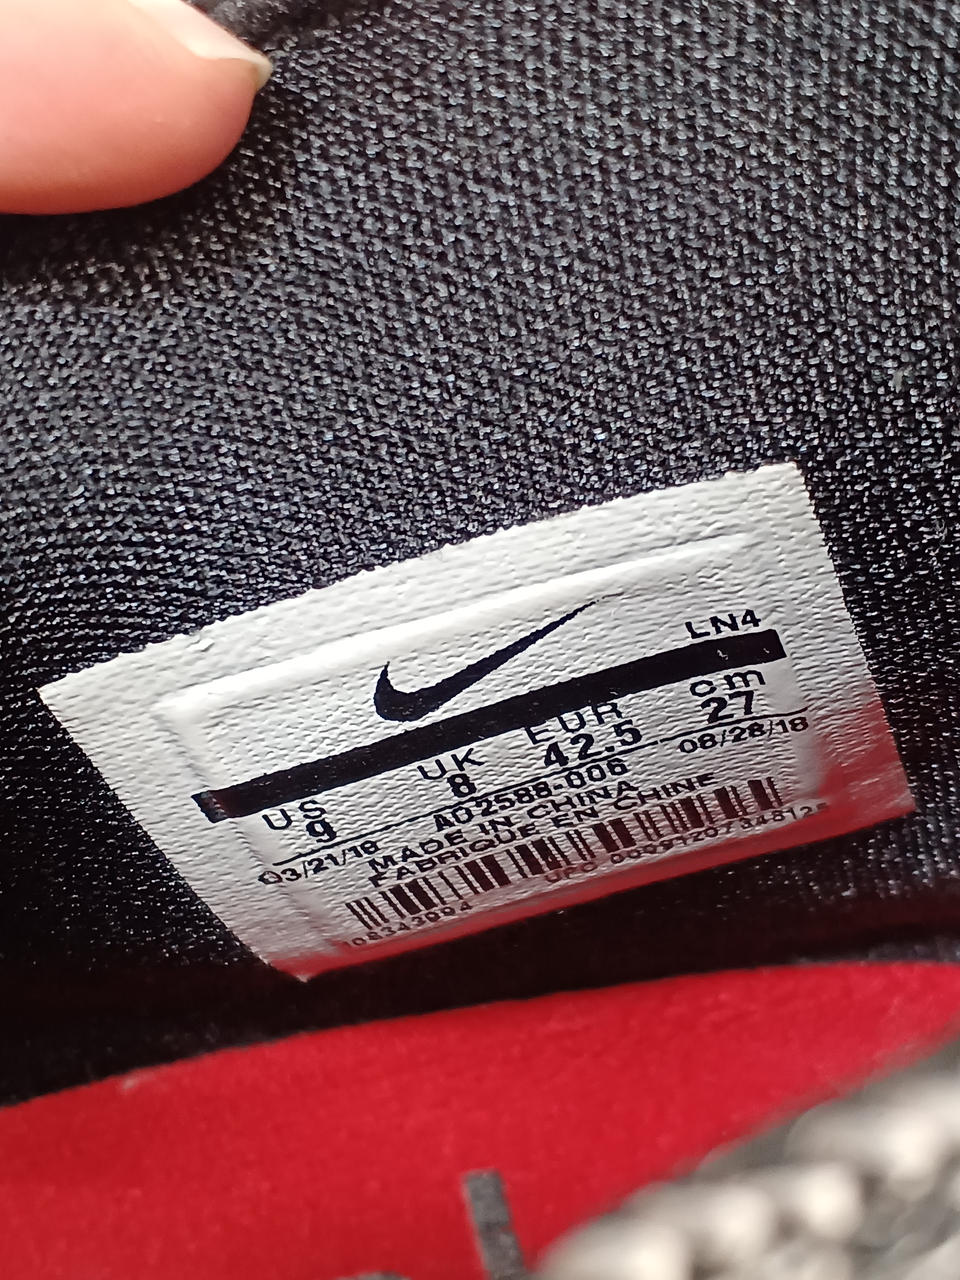 LN4
US UK EUR cm
9 8 42.5 27
03/21/18 AO2588-006 08/28/18
MADE IN CHINA
FABRIQUE EN CHINE